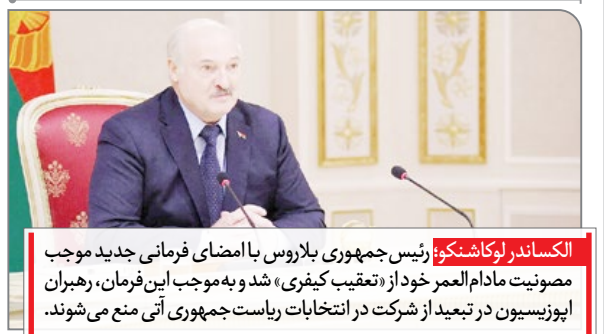 الکساندر لوکاشنکو؛ رئیس‌جمهوری بلاروس با امضای فرمانی جدید موجب
مصونیت مادام‌العمر خود از «تعقیب کیفری» شد و به‌موجب این‌فرمان، رهبران
اپوزیسیون در تبعید از شرکت در انتخابات ریاست‌جمهوری آتی منع می‌شوند.